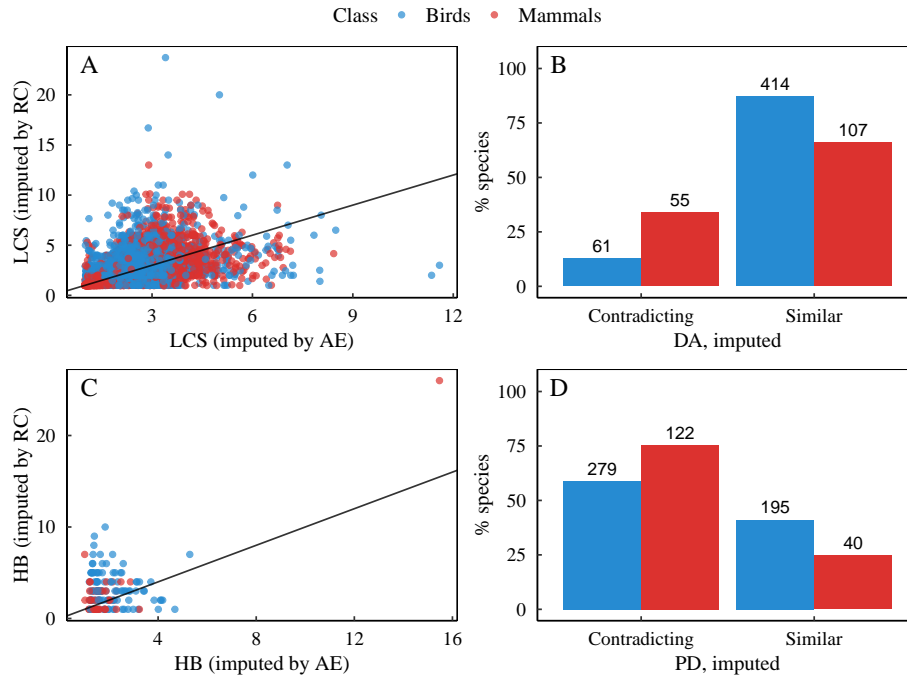 Class Birds Mammals
A
LCS (imputed by RC)
20
15
10
5
0
3
6
9
12
LCS (imputed by AE)
B
% species
100
75
50
25
0
61
55
414
107
Contradicting
Similar
DA, imputed
C
HB (imputed by RC)
20
10
0
4
8
12
16
HB (imputed by AE)
D
% species
100
75
50
25
0
279
122
195
40
Contradicting
Similar
PD, imputed